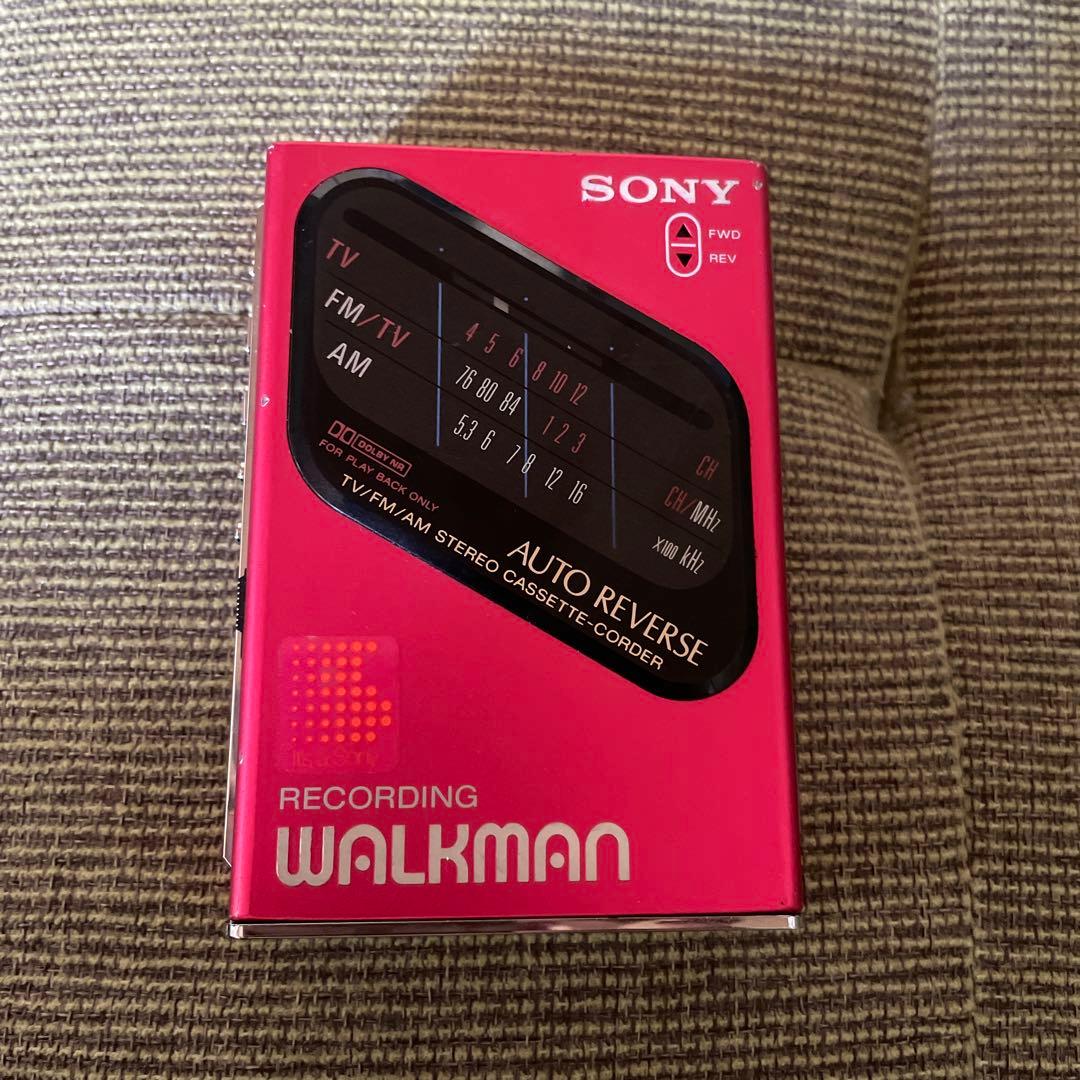 SONY
FWD
REV
TV
4 5 6 8 10 12
CH
FM/TV
76 80 84 1 2 3
CH/MHz
AM
5.3 6 7 8 12 16
X100 kHz
DOLBY NR
FOR PLAY BACK ONLY
AUTO REVERSE
TV/FM/AM STEREO CASSETTE-CORDER
It's a Sony
RECORDING
WALKMAN